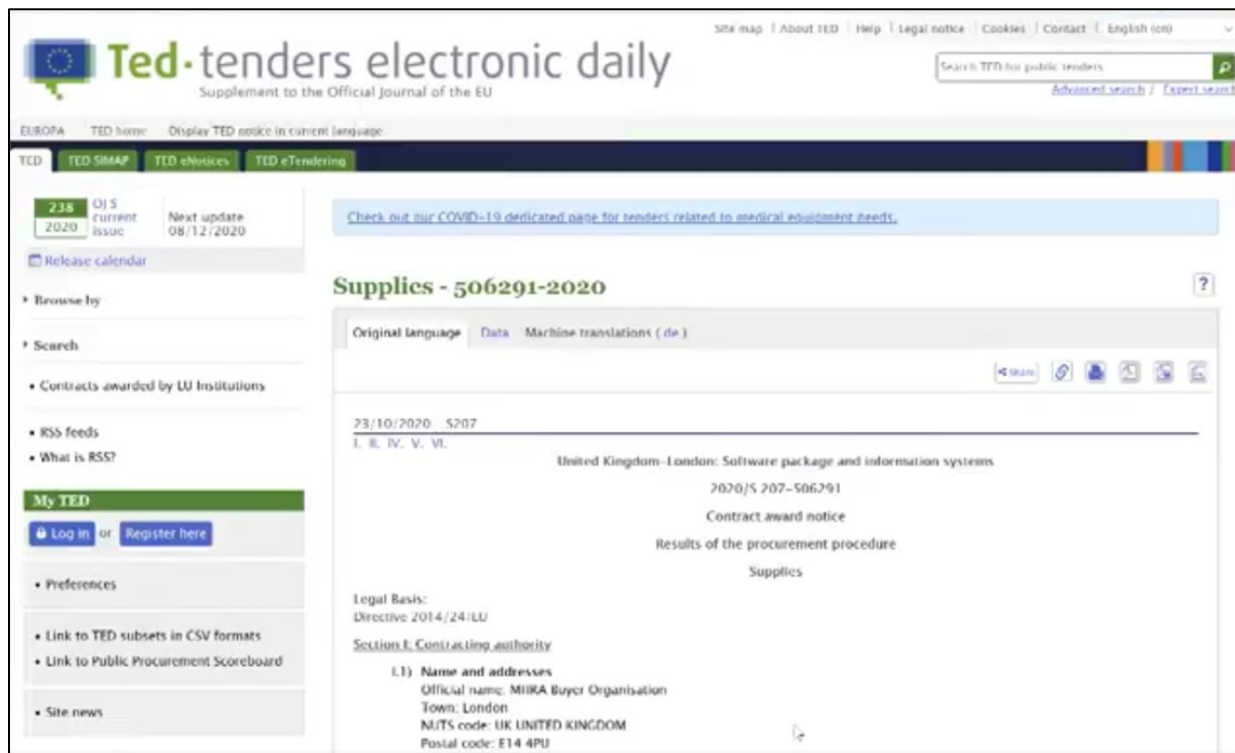 Site map | About TED | Help | Legal notice | Cookies | Contact | English (en)
Ted · tenders electronic daily
Supplement to the Official Journal of the EU
Search TED for public tenders
Advanced search / Expert search
EUROPA TED home Display TED notice in current language
TED TED SIMAP TED eNotices TED eTendering
238 2020 OJ S current issue Next update 08/12/2020
Release calendar
Check out our COVID-19 dedicated page for tenders related to medical equipment needs.
Browse by
Search
• Contracts awarded by EU Institutions
• RSS feeds
• What is RSS?
My TED
Log in or Register here
• Preferences
• Link to TED subsets in CSV formats
• Link to Public Procurement Scoreboard
• Site news
Supplies - 506291-2020 ?
Original language Data Machine translations ( de )
Share
23/10/2020 S207
I. II. IV. V. VI.
United Kingdom-London: Software package and information systems
2020/S 207-506291
Contract award notice
Results of the procurement procedure
Supplies
Legal Basis:
Directive 2014/24/EU
Section I: Contracting authority
I.1) Name and addresses
Official name: MIIRA Buyer Organisation
Town: London
NUTS code: UK UNITED KINGDOM
Postal code: E14 4PU